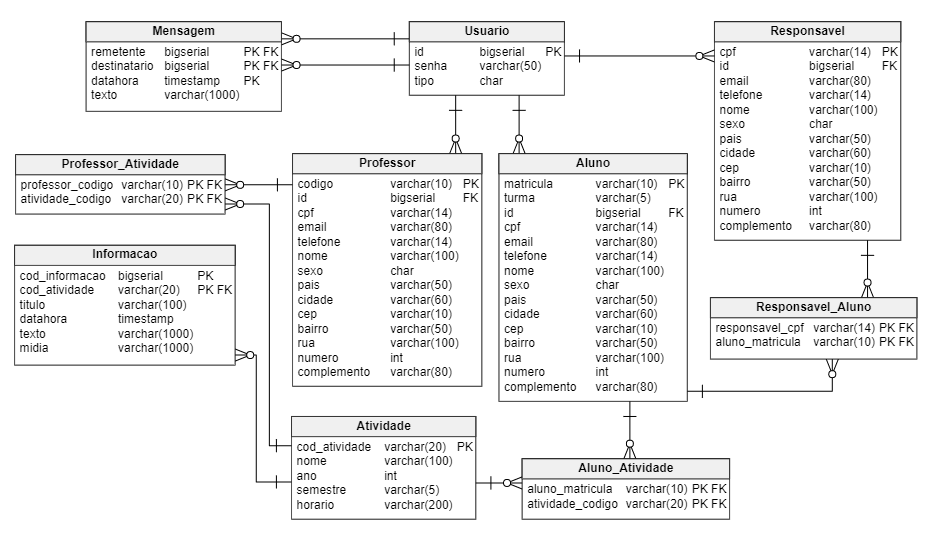 Mensagem
remetente bigserial PK FK
destinatario bigserial PK FK
datahora timestamp PK
texto varchar(1000)
Usuario
id bigserial PK
senha varchar(50)
tipo char
Responsavel
cpf varchar(14) PK
id bigserial FK
email varchar(80)
telefone varchar(14)
nome varchar(100)
sexo char
pais varchar(50)
cidade varchar(60)
cep varchar(10)
bairro varchar(50)
rua varchar(100)
numero int
complemento varchar(80)
Professor_Atividade
professor_codigo varchar(10) PK FK
atividade_codigo varchar(20) PK FK
Professor
codigo varchar(10) PK
id bigserial FK
cpf varchar(14)
email varchar(80)
telefone varchar(14)
nome varchar(100)
sexo char
pais varchar(50)
cidade varchar(60)
cep varchar(10)
bairro varchar(50)
rua varchar(100)
numero int
complemento varchar(80)
Aluno
matricula varchar(10) PK
turma varchar(5)
id bigserial FK
cpf varchar(14)
email varchar(80)
telefone varchar(14)
nome varchar(100)
sexo char
pais varchar(50)
cidade varchar(60)
cep varchar(10)
bairro varchar(50)
rua varchar(100)
numero int
complemento varchar(80)
Informacao
cod_informacao bigserial PK
cod_atividade varchar(20) PK FK
titulo varchar(100)
datahora timestamp
texto varchar(1000)
midia varchar(1000)
Responsavel_Aluno
responsavel_cpf varchar(14) PK FK
aluno_matricula varchar(10) PK FK
Atividade
cod_atividade varchar(20) PK
nome varchar(100)
ano int
semestre varchar(5)
horario varchar(200)
Aluno_Atividade
aluno_matricula varchar(10) PK FK
atividade_codigo varchar(20) PK FK